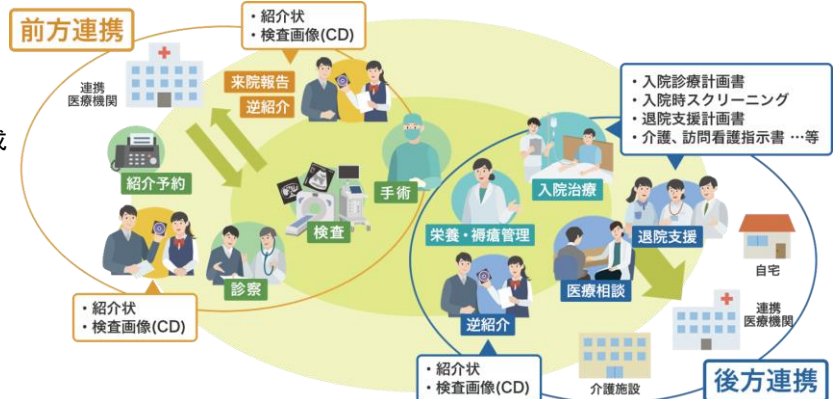 前方連携
・紹介状
・検査画像(CD)
来院報告
逆紹介
連携
医療機関
成
紹介予約
・紹介状
・検査画像(CD)
診察
検査
手術
栄養・褥瘡管理
入院治療
・入院診療計画書
・入院時スクリーニング
・退院支援計画書
・介護、訪問看護指示書 …等
退院支援
医療相談
逆紹介
・紹介状
・検査画像(CD)
自宅
連携
医療機関
介護施設
後方連携